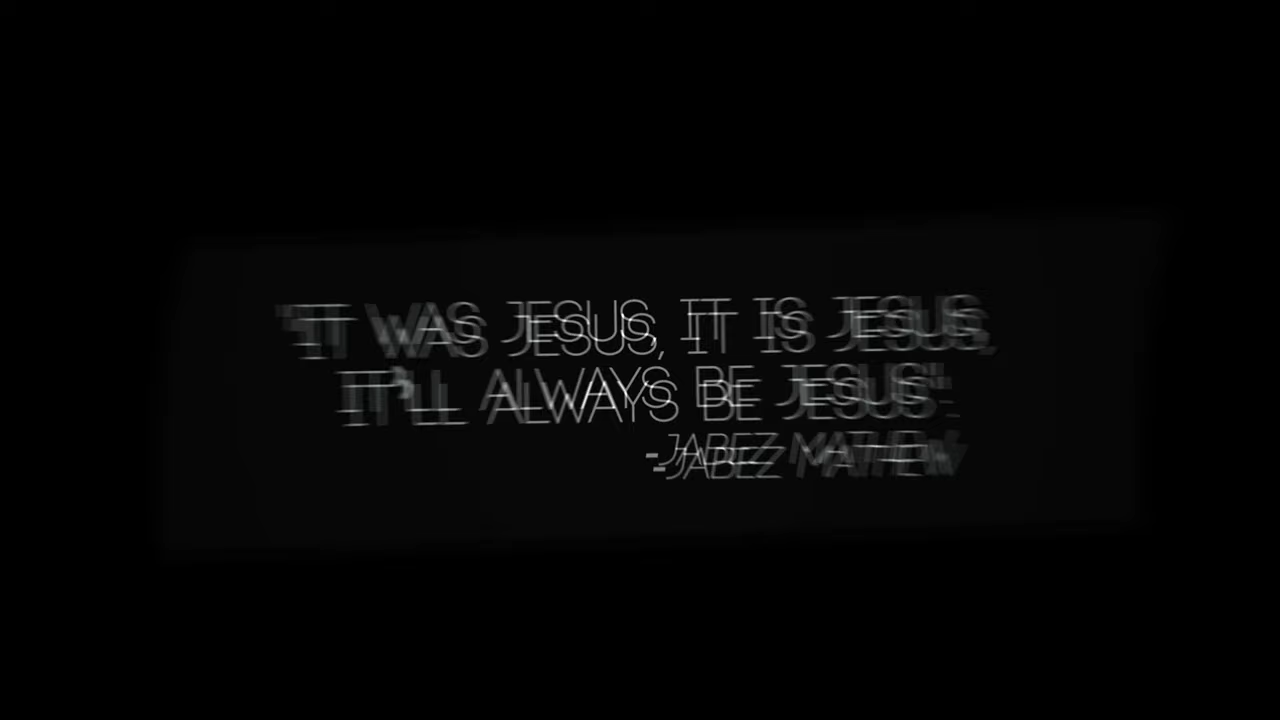 "IT WAS JESUS, IT IS JESUS,
IT'LL ALWAYS BE JESUS"
-JABEZ MATHEW